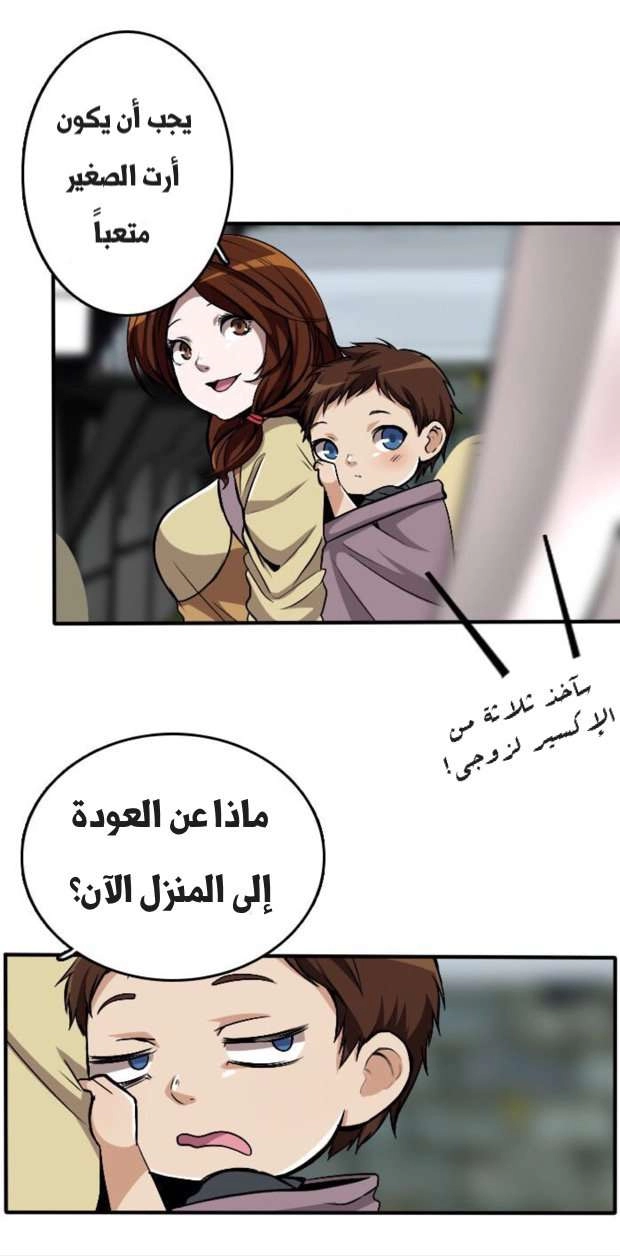 يجب أن يكون
أرت الصغير
متعباً
سآخذ ثلاثة من
الإكسير لزوجي!
ماذا عن العودة
إلى المنزل الآن؟